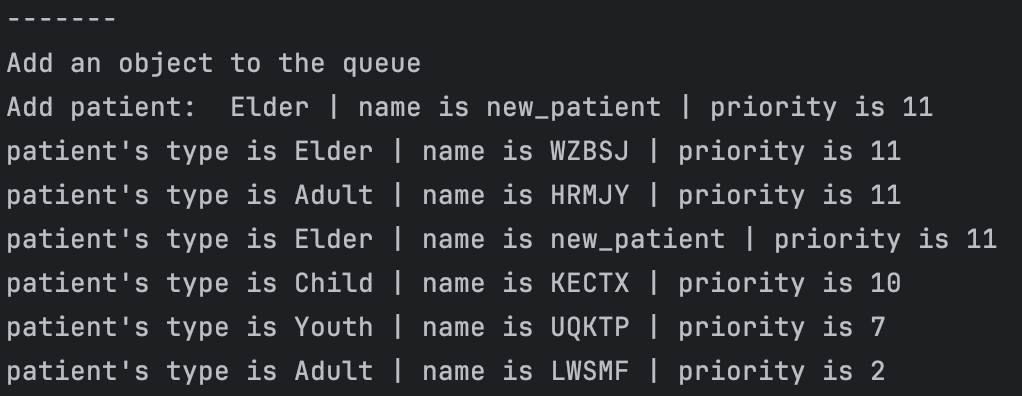 -------
Add an object to the queue
Add patient:  Elder | name is new_patient | priority is 11
patient's type is Elder | name is WZBSJ | priority is 11
patient's type is Adult | name is HRMJY | priority is 11
patient's type is Elder | name is new_patient | priority is 11
patient's type is Child | name is KECTX | priority is 10
patient's type is Youth | name is UQKTP | priority is 7
patient's type is Adult | name is LWSMF | priority is 2